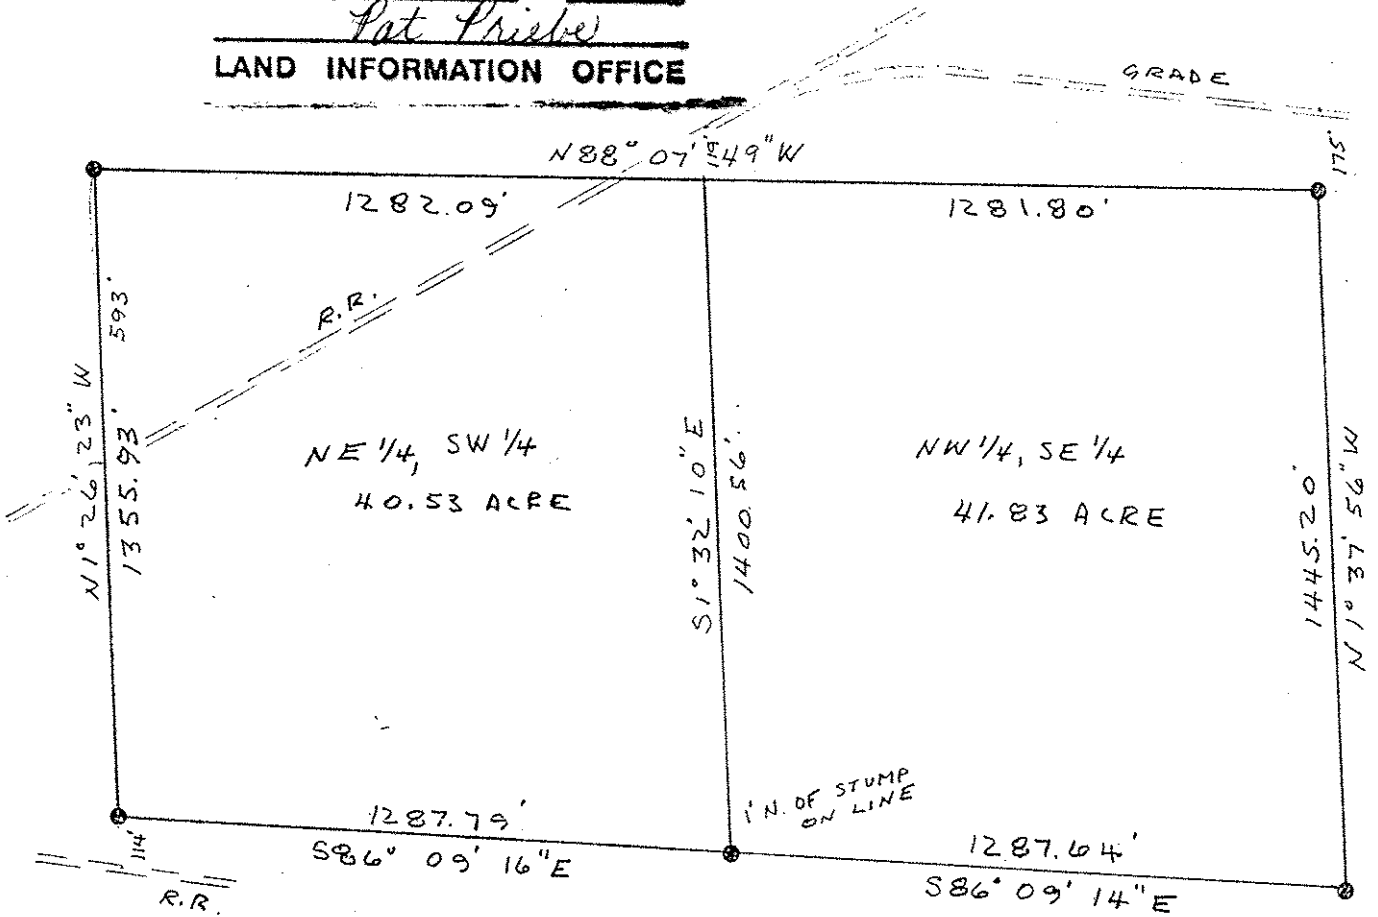 Pat Priebe
LAND INFORMATION OFFICE
GRADE
N88° 07' 49" W
119'
175'
1282.09'
1281.80'
R.R.
593'
N1° 26' 23" W
1355.93'
NE 1/4, SW 1/4
40.53 ACRE
S1° 32' 10" E
1400.56'
NW 1/4, SE 1/4
41.83 ACRE
1445.20'
N1° 37' 56" W
1' N. OF STUMP
ON LINE
1287.79'
S86° 09' 16" E
1287.64'
S86° 09' 14" E
114'
R.R.